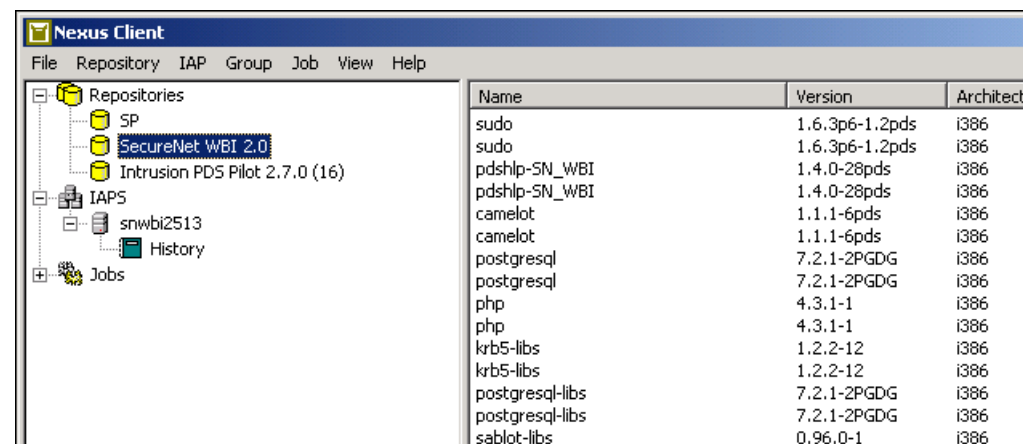 Nexus Client
File Repository IAP Group Job View Help
Repositories
SP
SecureNet WBI 2.0
Intrusion PDS Pilot 2.7.0 (16)
IAPS
snwbi2513
History
Jobs
Name Version Architect
sudo 1.6.3p6-1.2pds i386
sudo 1.6.3p6-1.2pds i386
pdshlp-SN_WBI 1.4.0-28pds i386
pdshlp-SN_WBI 1.4.0-28pds i386
camelot 1.1.1-6pds i386
camelot 1.1.1-6pds i386
postgresql 7.2.1-2PGDG i386
postgresql 7.2.1-2PGDG i386
php 4.3.1-1 i386
php 4.3.1-1 i386
krb5-libs 1.2.2-12 i386
krb5-libs 1.2.2-12 i386
postgresql-libs 7.2.1-2PGDG i386
postgresql-libs 7.2.1-2PGDG i386
sablot-libs 0.96.0-1 i386